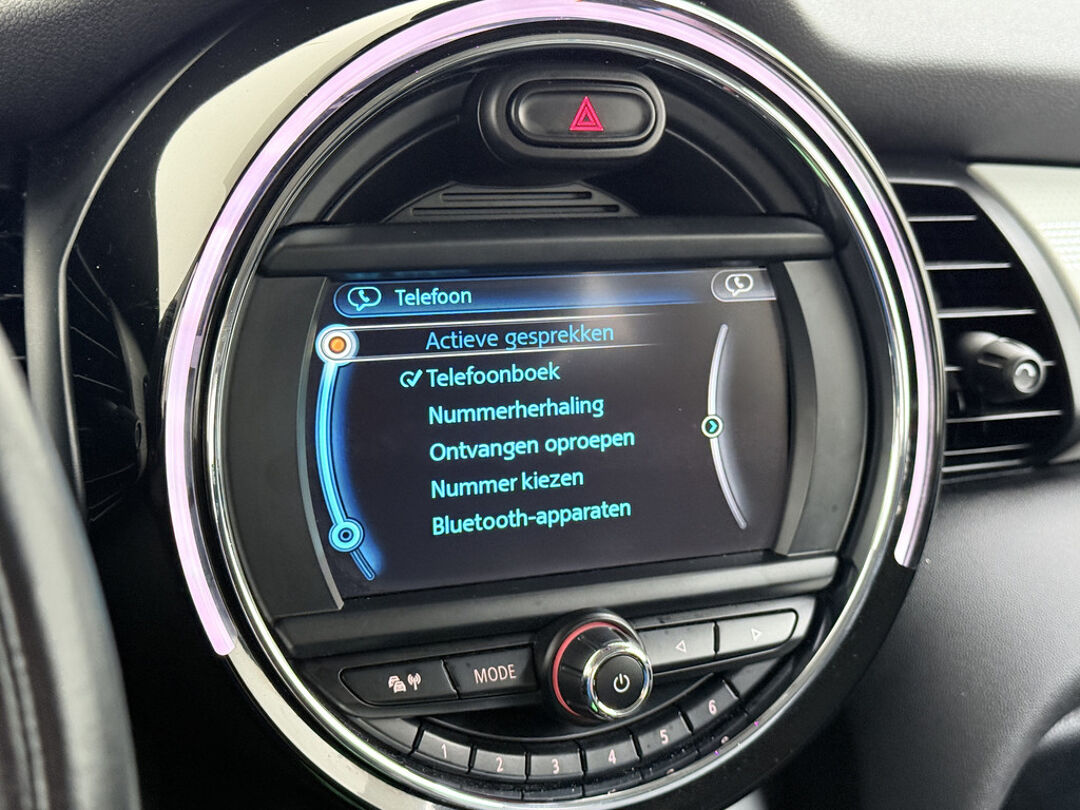 Telefoon
Actieve gesprekken
Telefoonboek
Nummerherhaling
Ontvangen oproepen
Nummer kiezen
Bluetooth-apparaten
MODE
1 2 3 4 5 6